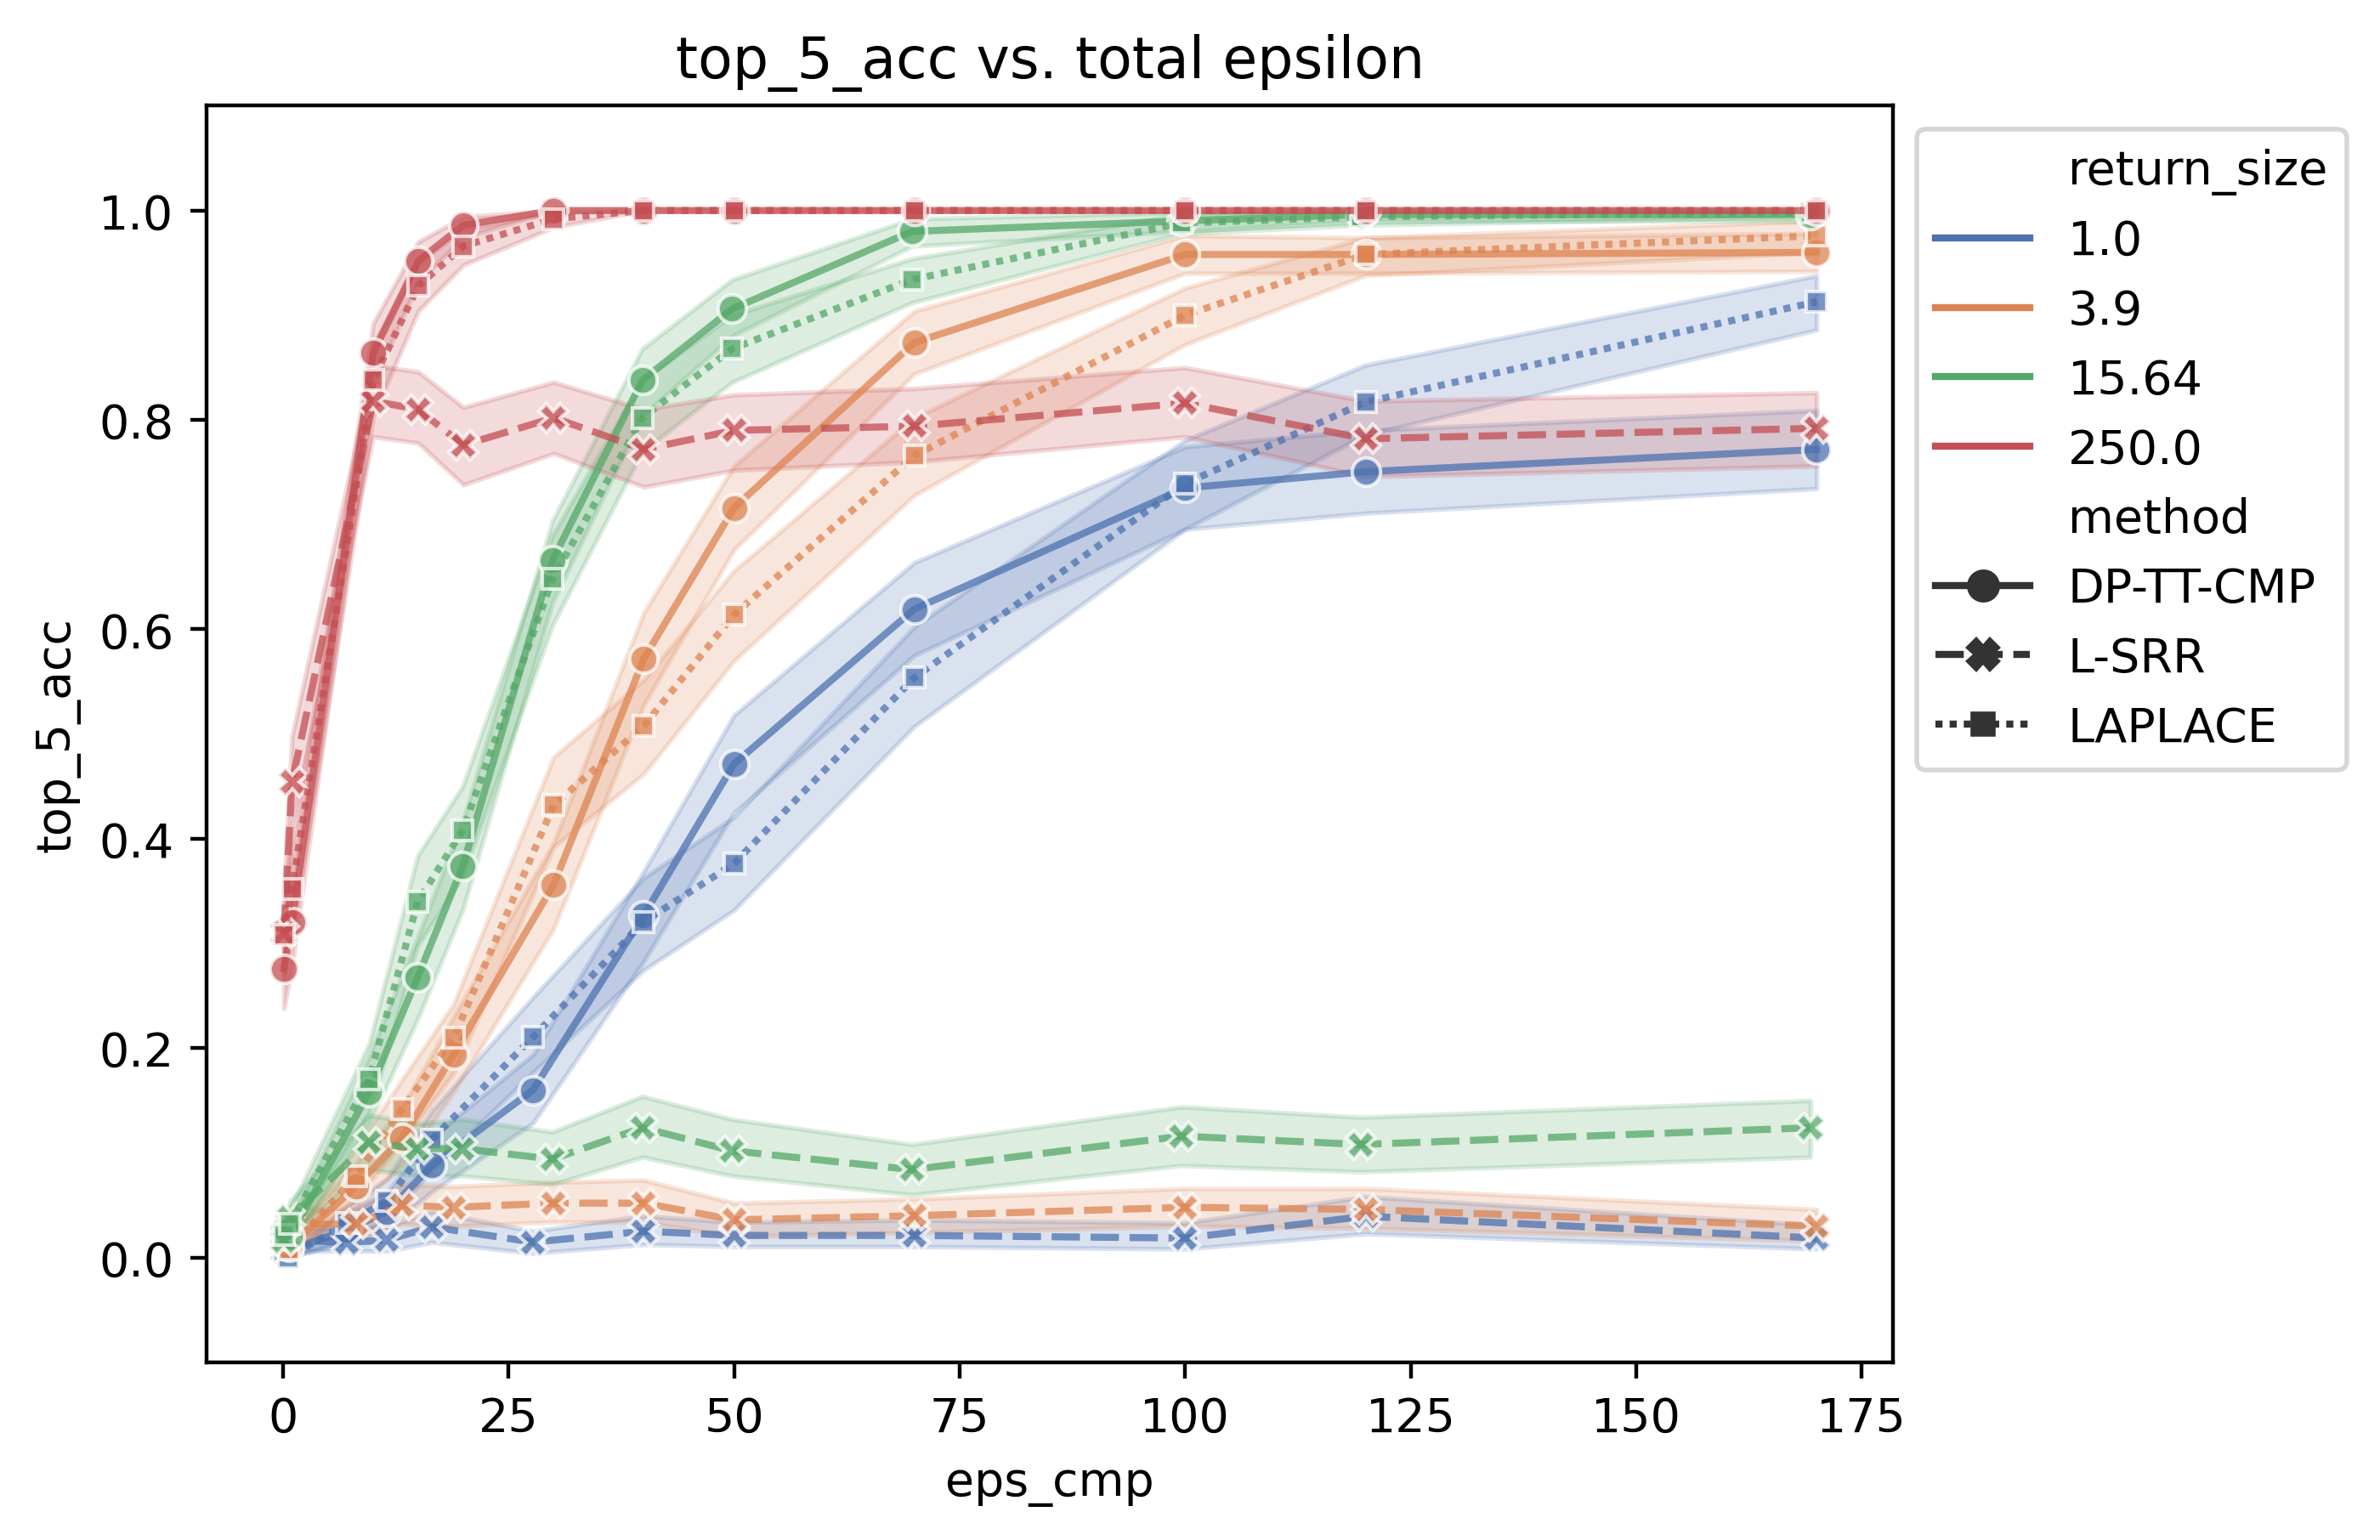 top_5_acc vs. total epsilon
top_5_acc
1.0
0.8
0.6
0.4
0.2
0.0
0
25
50
75
100
125
150
175
eps_cmp
return_size
1.0
3.9
15.64
250.0
method
DP-TT-CMP
L-SRR
LAPLACE